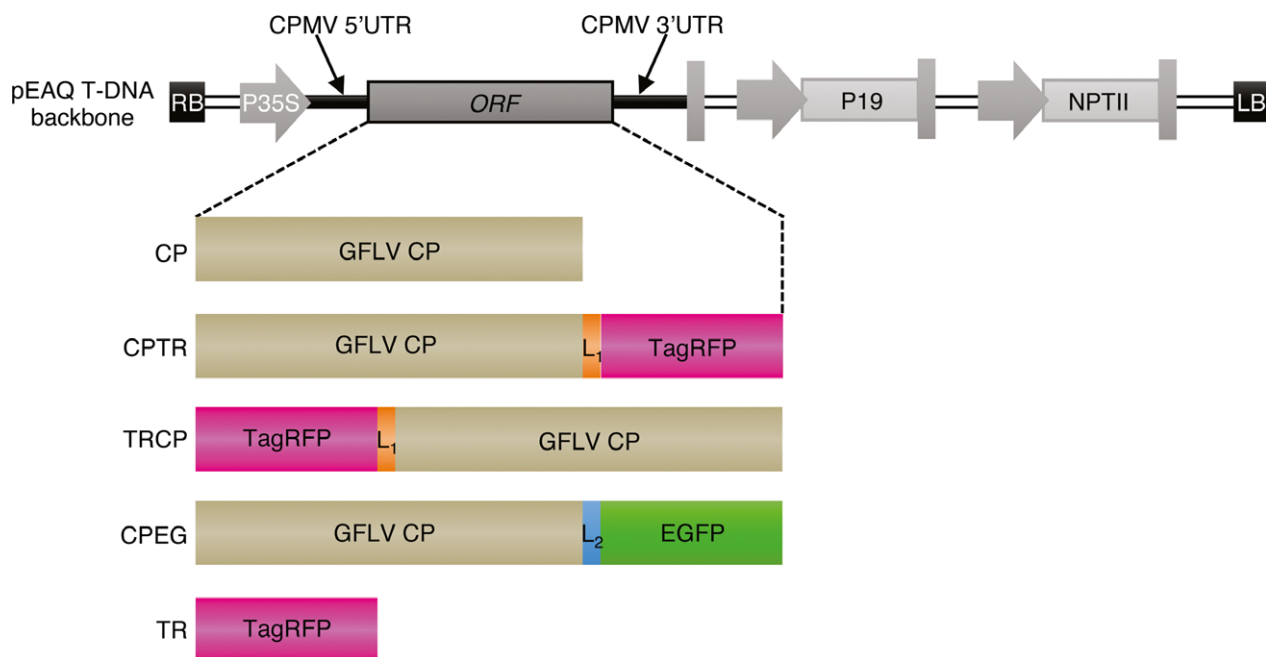 CPMV 5'UTR CPMV 3'UTR
pEAQ T-DNA
backbone
RB P35S ORF P19 NPTII LB
CP GFLV CP
CPTR GFLV CP L1 TagRFP
TRCP TagRFP L1 GFLV CP
CPEG GFLV CP L2 EGFP
TR TagRFP